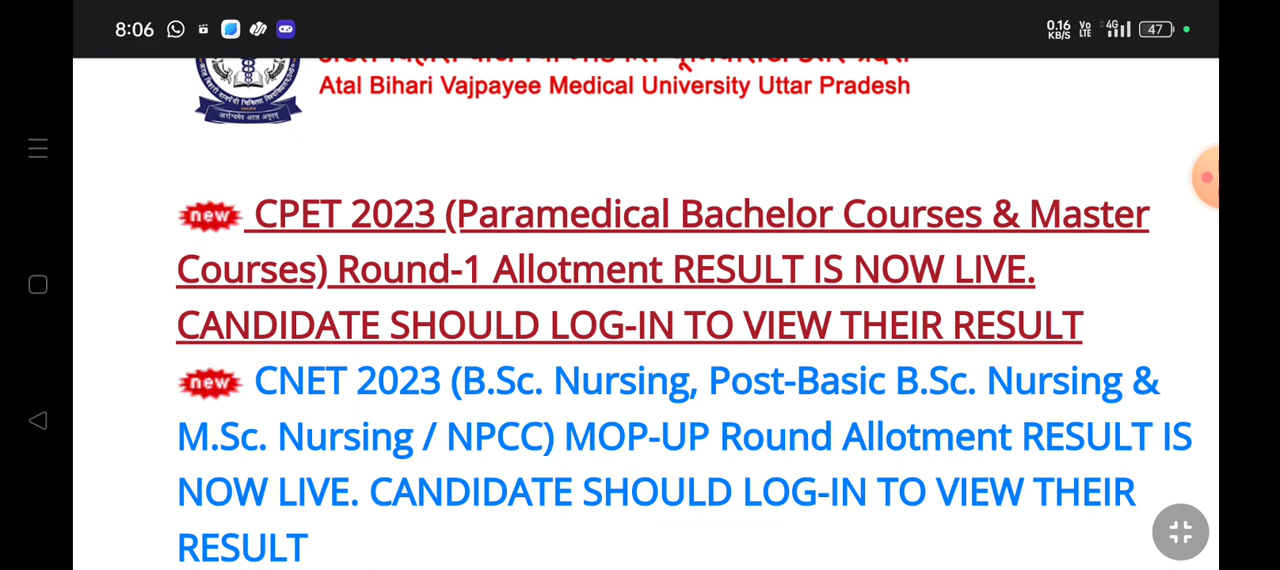 8:06
0.16 KB/S
Vo LTE
4G
47
Atal Bihari Vajpayee Medical University Uttar Pradesh
new CPET 2023 (Paramedical Bachelor Courses & Master
Courses) Round-1 Allotment RESULT IS NOW LIVE.
CANDIDATE SHOULD LOG-IN TO VIEW THEIR RESULT
new CNET 2023 (B.Sc. Nursing, Post-Basic B.Sc. Nursing &
M.Sc. Nursing / NPCC) MOP-UP Round Allotment RESULT IS
NOW LIVE. CANDIDATE SHOULD LOG-IN TO VIEW THEIR
RESULT